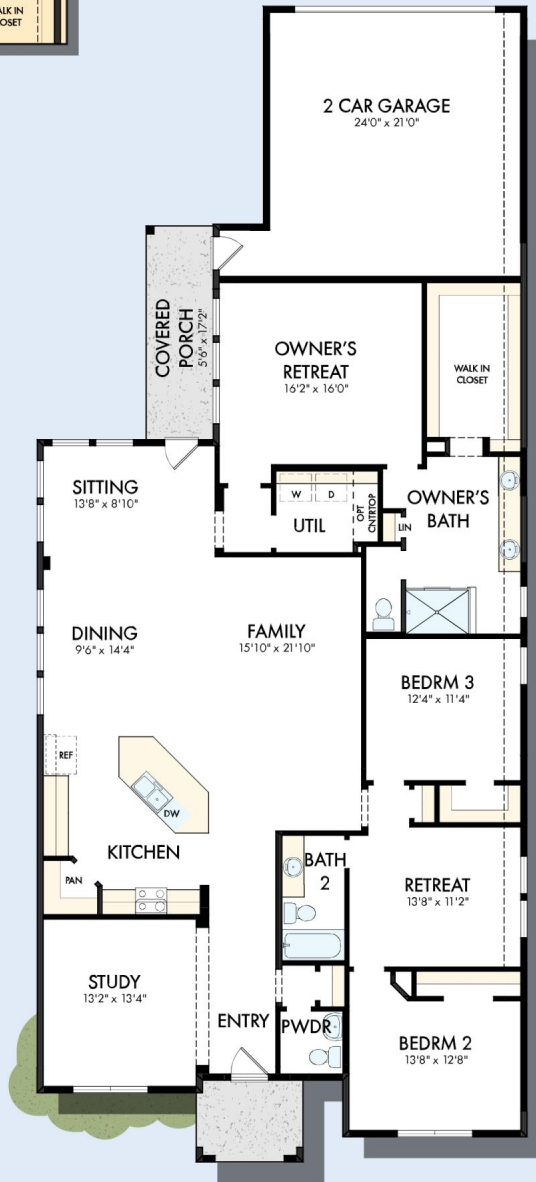 WALK IN
CLOSET
2 CAR GARAGE
24'0" x 21'0"
COVERED
PORCH
5'6" x 17'2"
OWNER'S
RETREAT
16'2" x 16'0"
WALK IN
CLOSET
SITTING
13'8" x 8'10"
W
D
UTIL
OPT
CNTRTOP
LIN
OWNER'S
BATH
DINING
9'6" x 14'4"
FAMILY
15'10" x 21'10"
BEDRM 3
12'4" x 11'4"
REF
DW
KITCHEN
PAN
BATH
2
RETREAT
13'8" x 11'2"
STUDY
13'2" x 13'4"
ENTRY
PWDR
BEDRM 2
13'8" x 12'8"